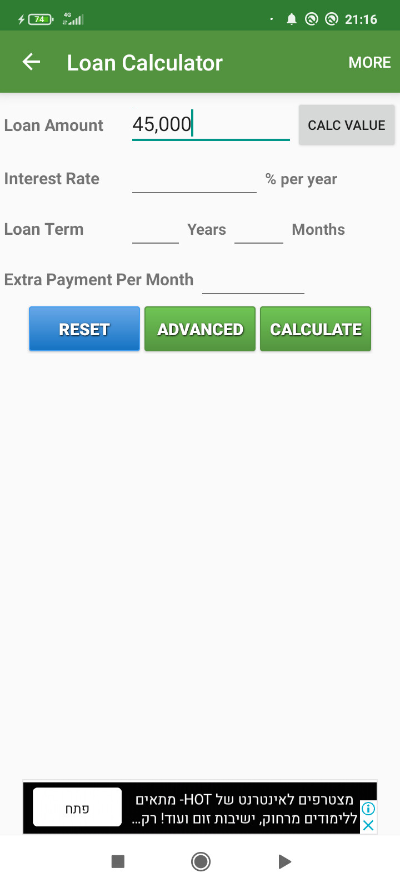 74 4G 21:16
Loan Calculator MORE
Loan Amount 45,000 CALC VALUE
Interest Rate % per year
Loan Term Years Months
Extra Payment Per Month
RESET ADVANCED CALCULATE
מצטרפים לאינטרנט של HOT- מתאים
ללימודים מרחוק, ישיבות זום ועוד! רק...
פתח